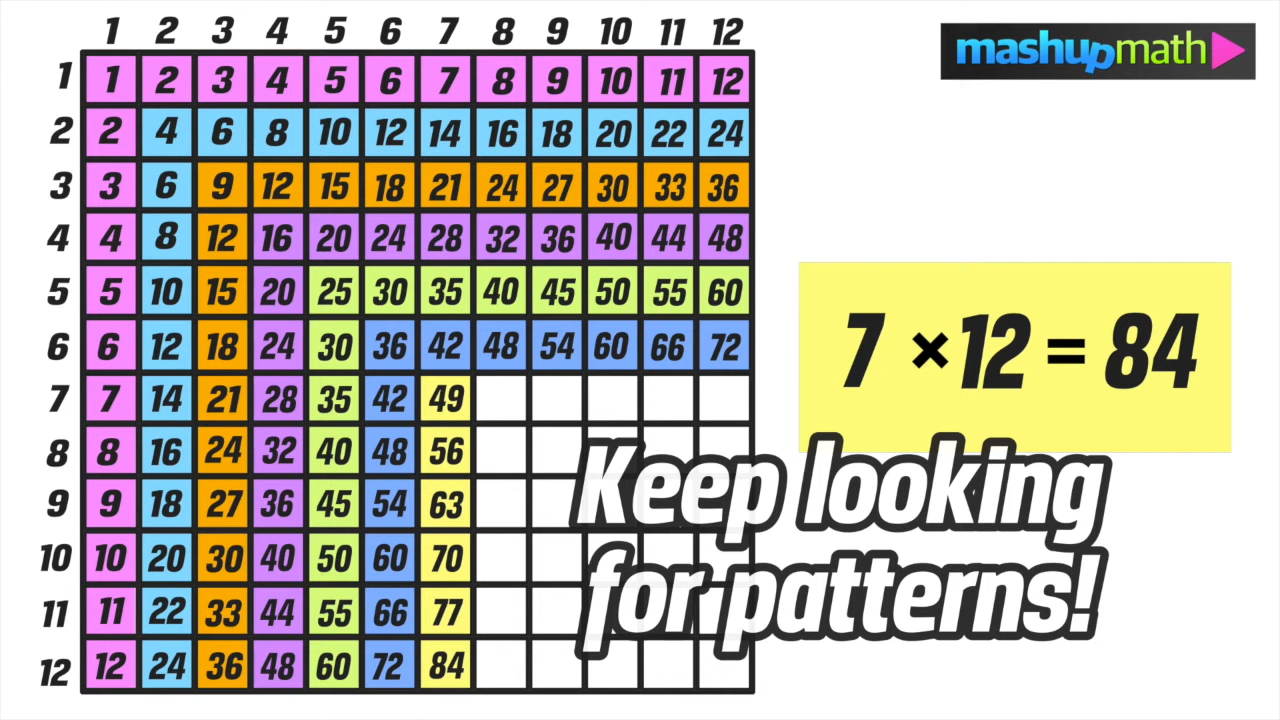 1 2 3 4 5 6 7 8 9 10 11 12
mashupmath
1 1 2 3 4 5 6 7 8 9 10 11 12
2 2 4 6 8 10 12 14 16 18 20 22 24
3 3 6 9 12 15 18 21 24 27 30 33 36
4 4 8 12 16 20 24 28 32 36 40 44 48
5 5 10 15 20 25 30 35 40 45 50 55 60
6 6 12 18 24 30 36 42 48 54 60 66 72
7 7 14 21 28 35 42 49
8 8 16 24 32 40 48 56
9 9 18 27 36 45 54 63
10 10 20 30 40 50 60 70
11 11 22 33 44 55 66 77
12 12 24 36 48 60 72 84
7 × 12 = 84
Keep looking
for patterns!